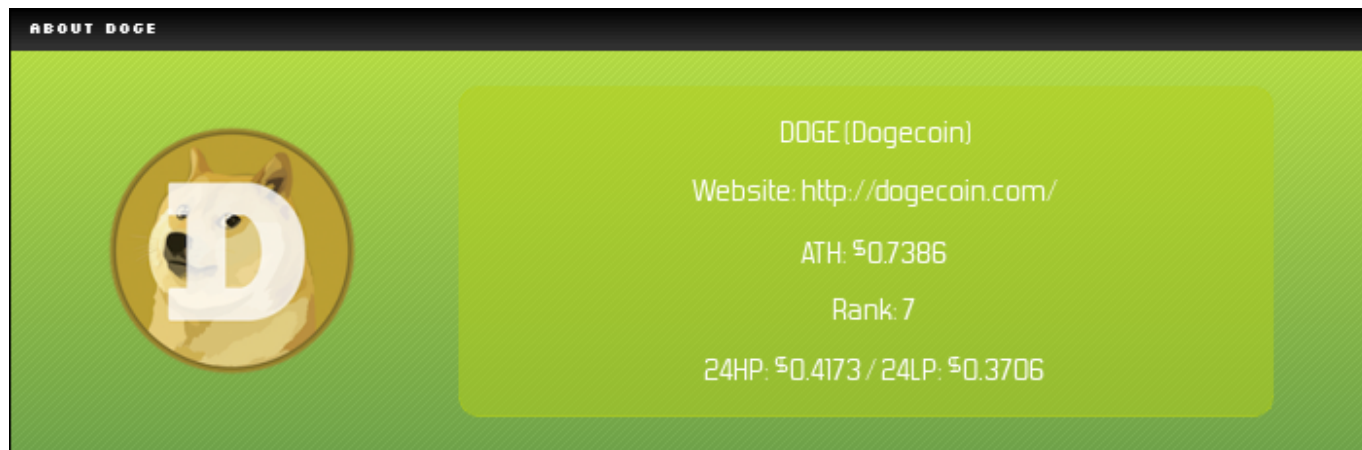 ABOUT DOGE
D
DOGE (Dogecoin)
Website: http://dogecoin.com/
ATH: $0.7386
Rank: 7
24HP: $0.4173 / 24LP: $0.3706